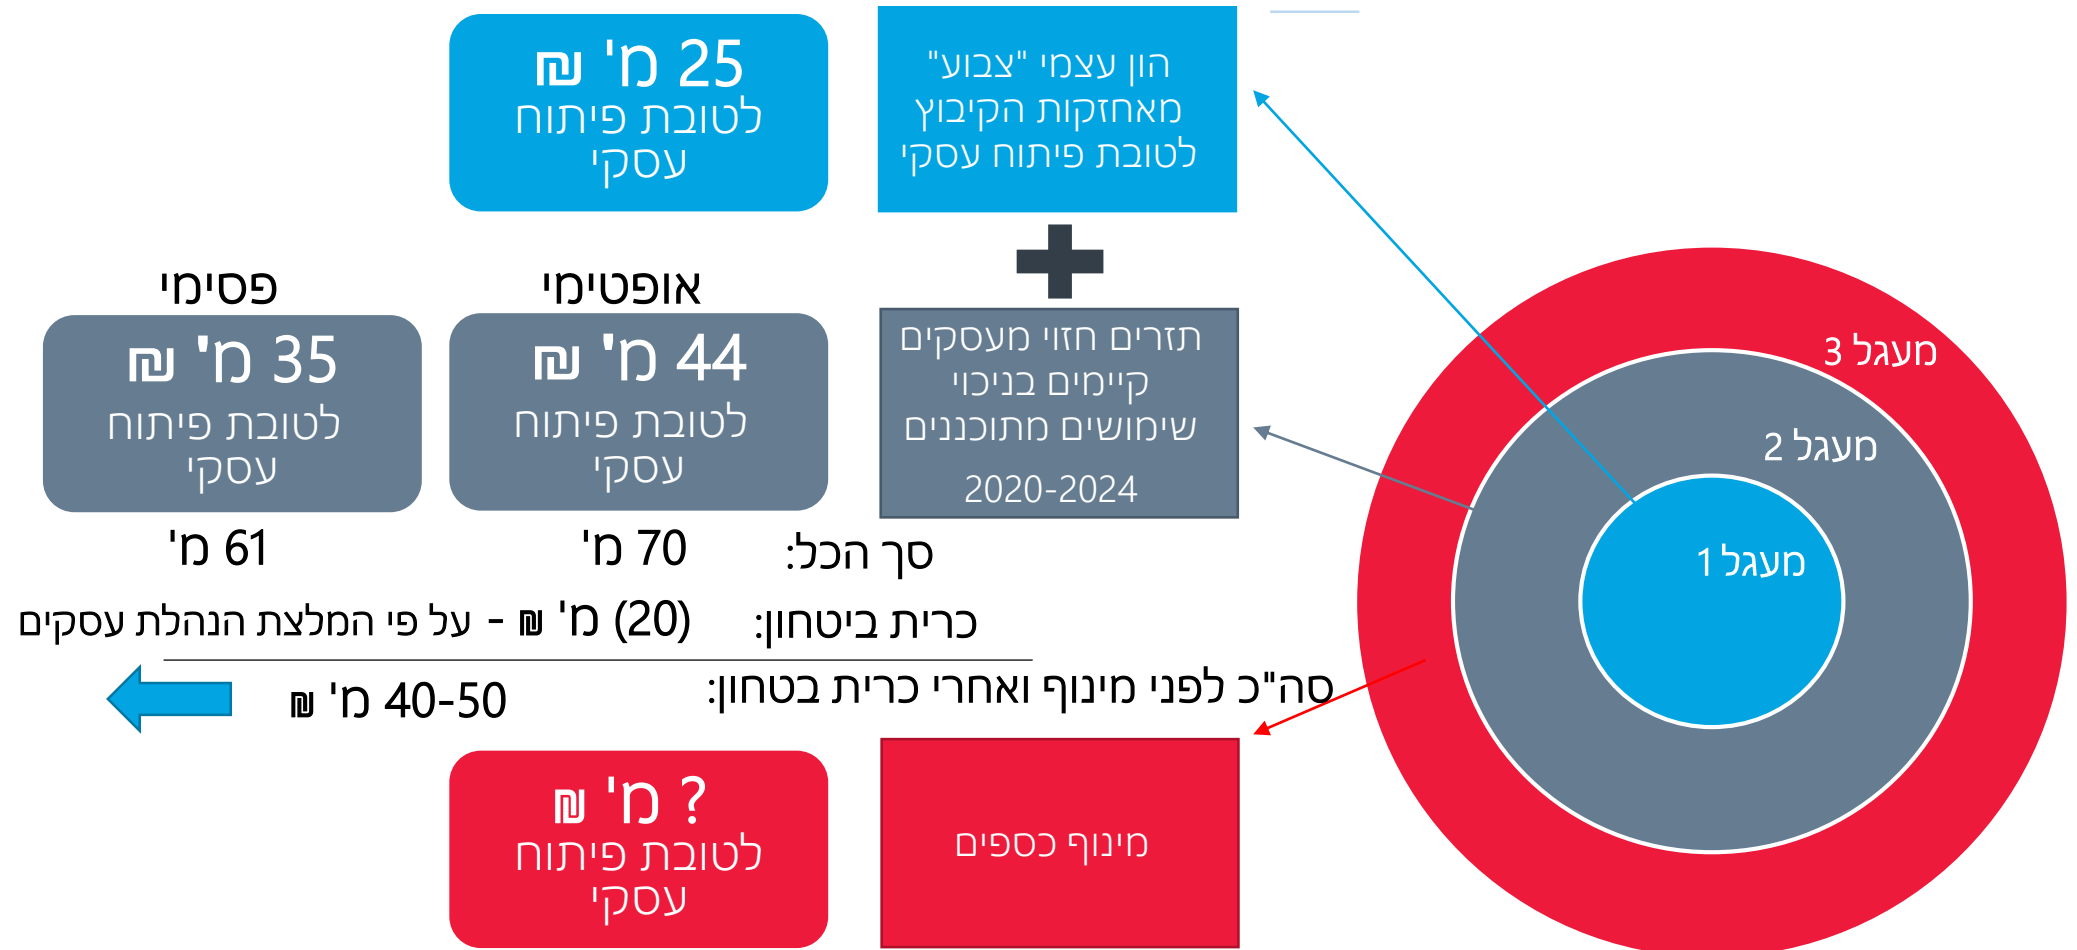 הון עצמי "צבוע"
מאחזקות הקיבוץ
לטובת פיתוח עסקי
25 מ' ₪
לטובת פיתוח
עסקי
אופטימי
פסימי
תזרים חזוי מעסקים
קיימים בניכוי
שימושים מתוכננים
2020-2024
44 מ' ₪
לטובת פיתוח
עסקי
35 מ' ₪
לטובת פיתוח
עסקי
מעגל 3
מעגל 2
מעגל 1
סך הכל: 70 מ' 61 מ'
כרית ביטחון: (20) מ' ₪ - על פי המלצת הנהלת עסקים
סה"כ לפני מינוף ואחרי כרית בטחון: 40-50 מ' ₪
מינוף כספים
? מ' ₪
לטובת פיתוח
עסקי